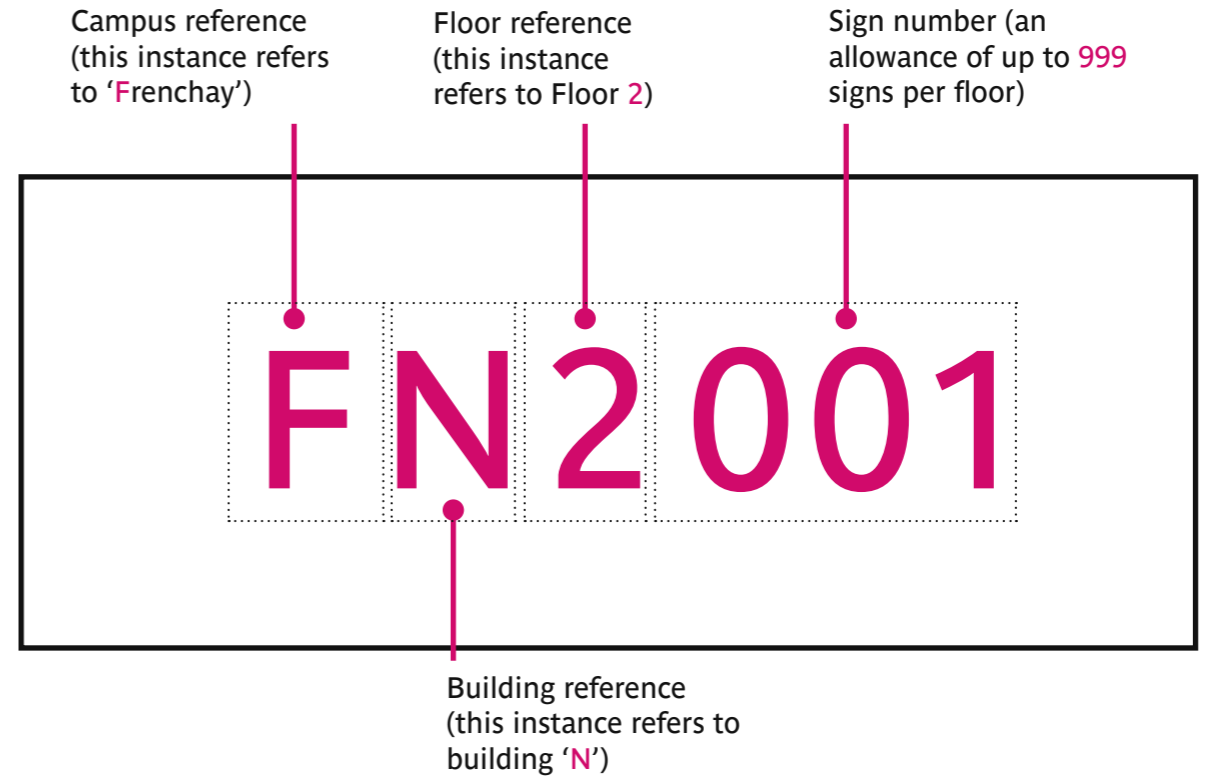 Campus reference
(this instance refers
to ‘Frenchay’)
Floor reference
(this instance
refers to Floor 2)
Sign number (an
allowance of up to 999
signs per floor)
FN2001
Building reference
(this instance refers to
building ‘N’)